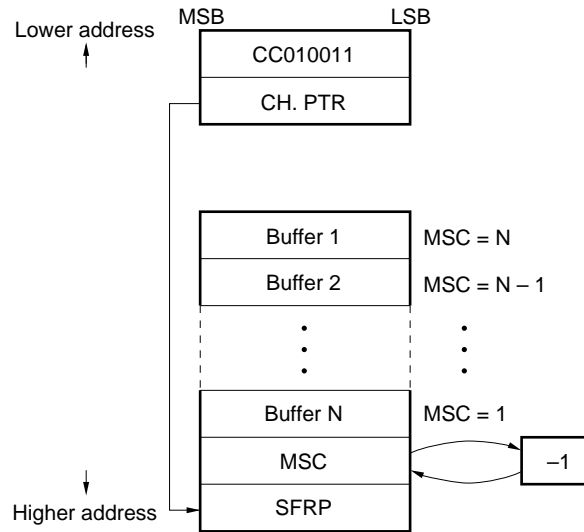 MSB LSB
Lower address
CC010011
CH. PTR
Buffer 1 MSC = N
Buffer 2 MSC = N – 1
Buffer N MSC = 1
MSC –1
SFRP
Higher address